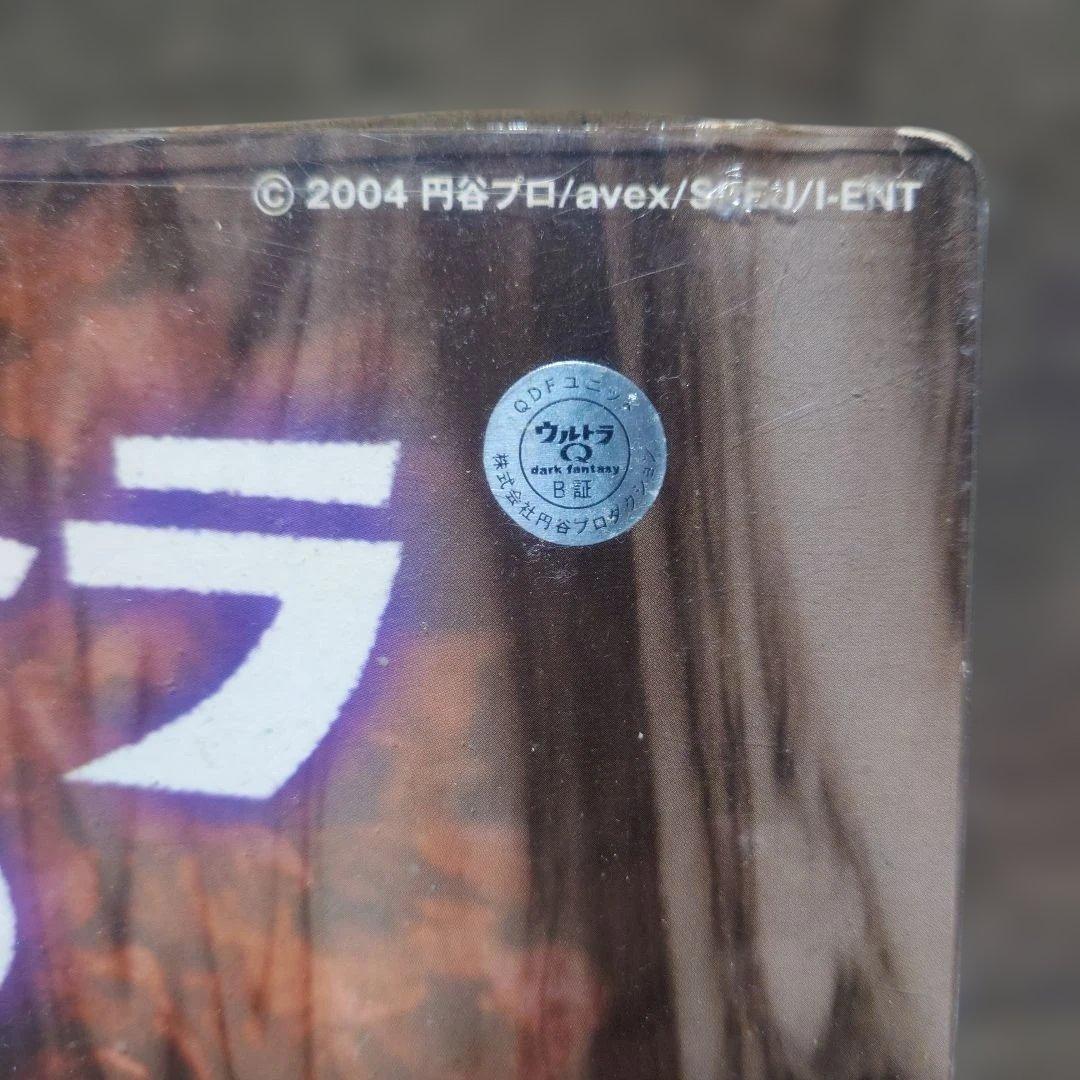 © 2004 円谷プロ/avex/ /I-ENT
QDFユニット
ウルトラ
Q
dark fantasy
B証
株式会社円谷プロダクション
ラ